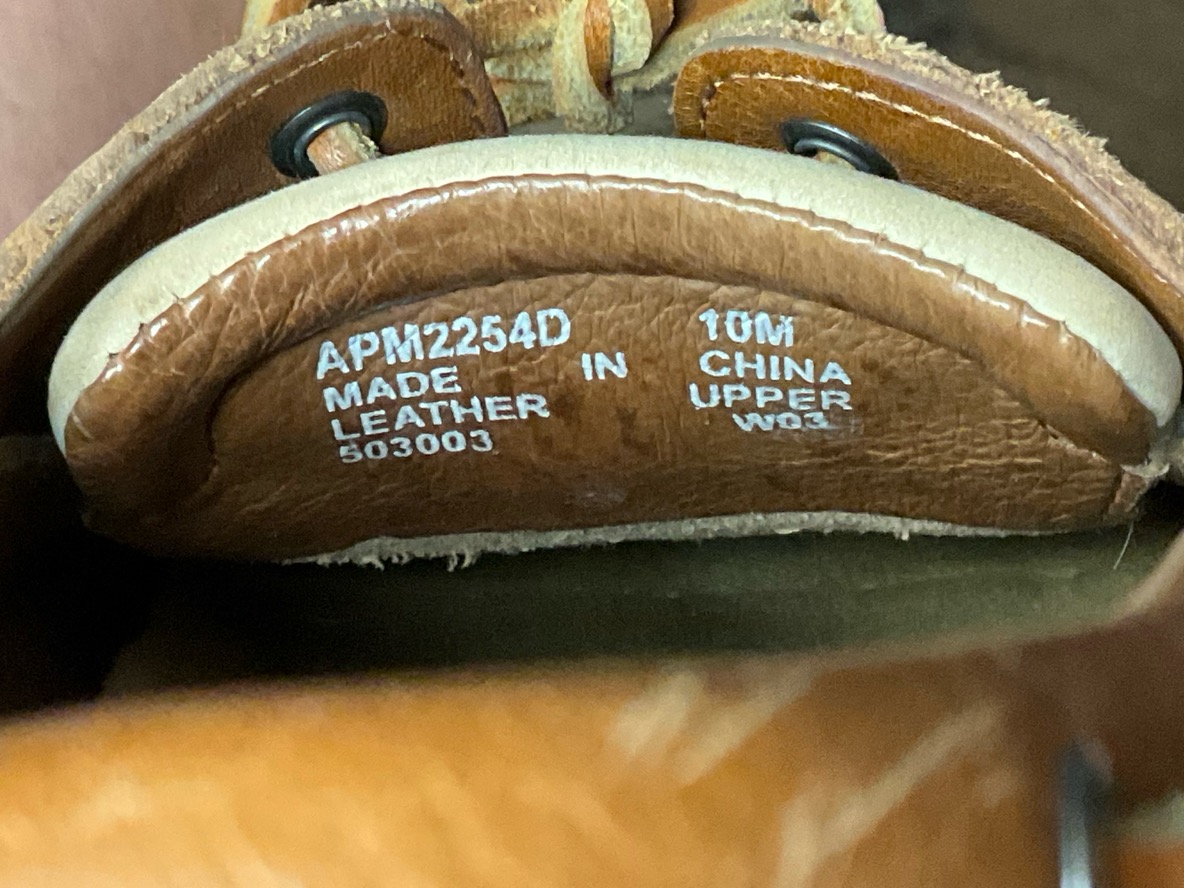 APM2254D 10M
MADE IN CHINA
LEATHER UPPER
503003 W03